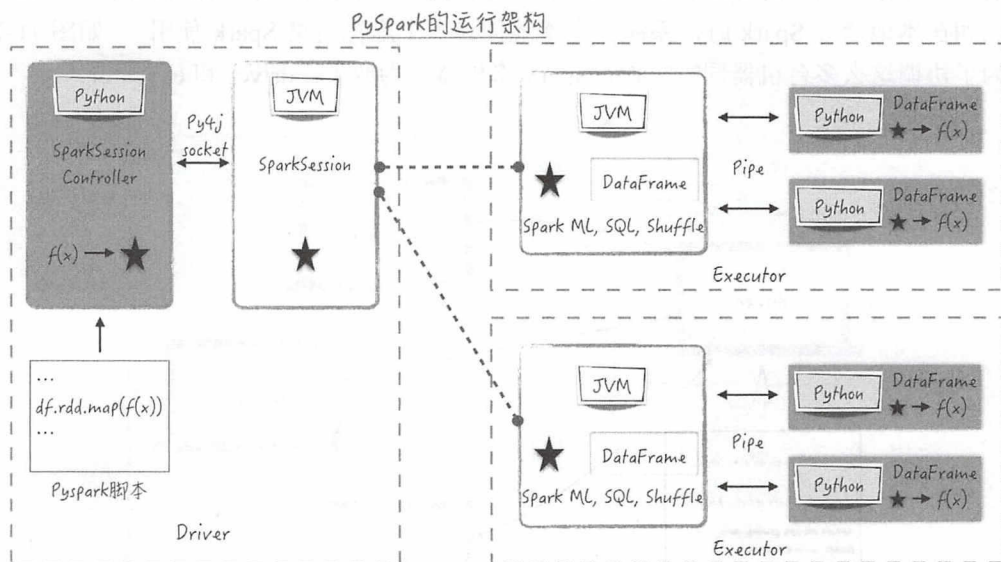 PySpark的运行架构
Python
SparkSession
Controller
f(x)
Py4j
socket
JVM
SparkSession
...
df.rdd.map(f(x))
...
Pyspark脚本
Driver
JVM
DataFrame
Spark ML, SQL, Shuffle
Pipe
Python
DataFrame
f(x)
Python
DataFrame
f(x)
Executor
JVM
DataFrame
Spark ML, SQL, Shuffle
Pipe
Python
DataFrame
f(x)
Python
DataFrame
f(x)
Executor